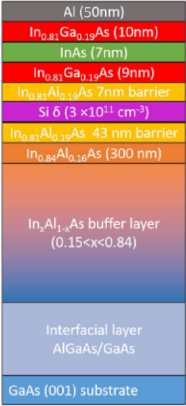 Al (50nm)
In₀.₈₁Ga₀.₁₉As (10nm)
InAs (7nm)
In₀.₈₁Ga₀.₁₉As (9nm)
In₀.₈₁Al₀.₁₉As 7nm barrier
Si δ (3 ×10¹¹ cm⁻³)
In₀.₈₁Al₀.₁₉As 43 nm barrier
In₀.₈₄Al₀.₁₆As (300 nm)
InₓAl₁₋ₓAs buffer layer
(0.15<x<0.84)
Interfacial layer
AlGaAs/GaAs
GaAs (001) substrate